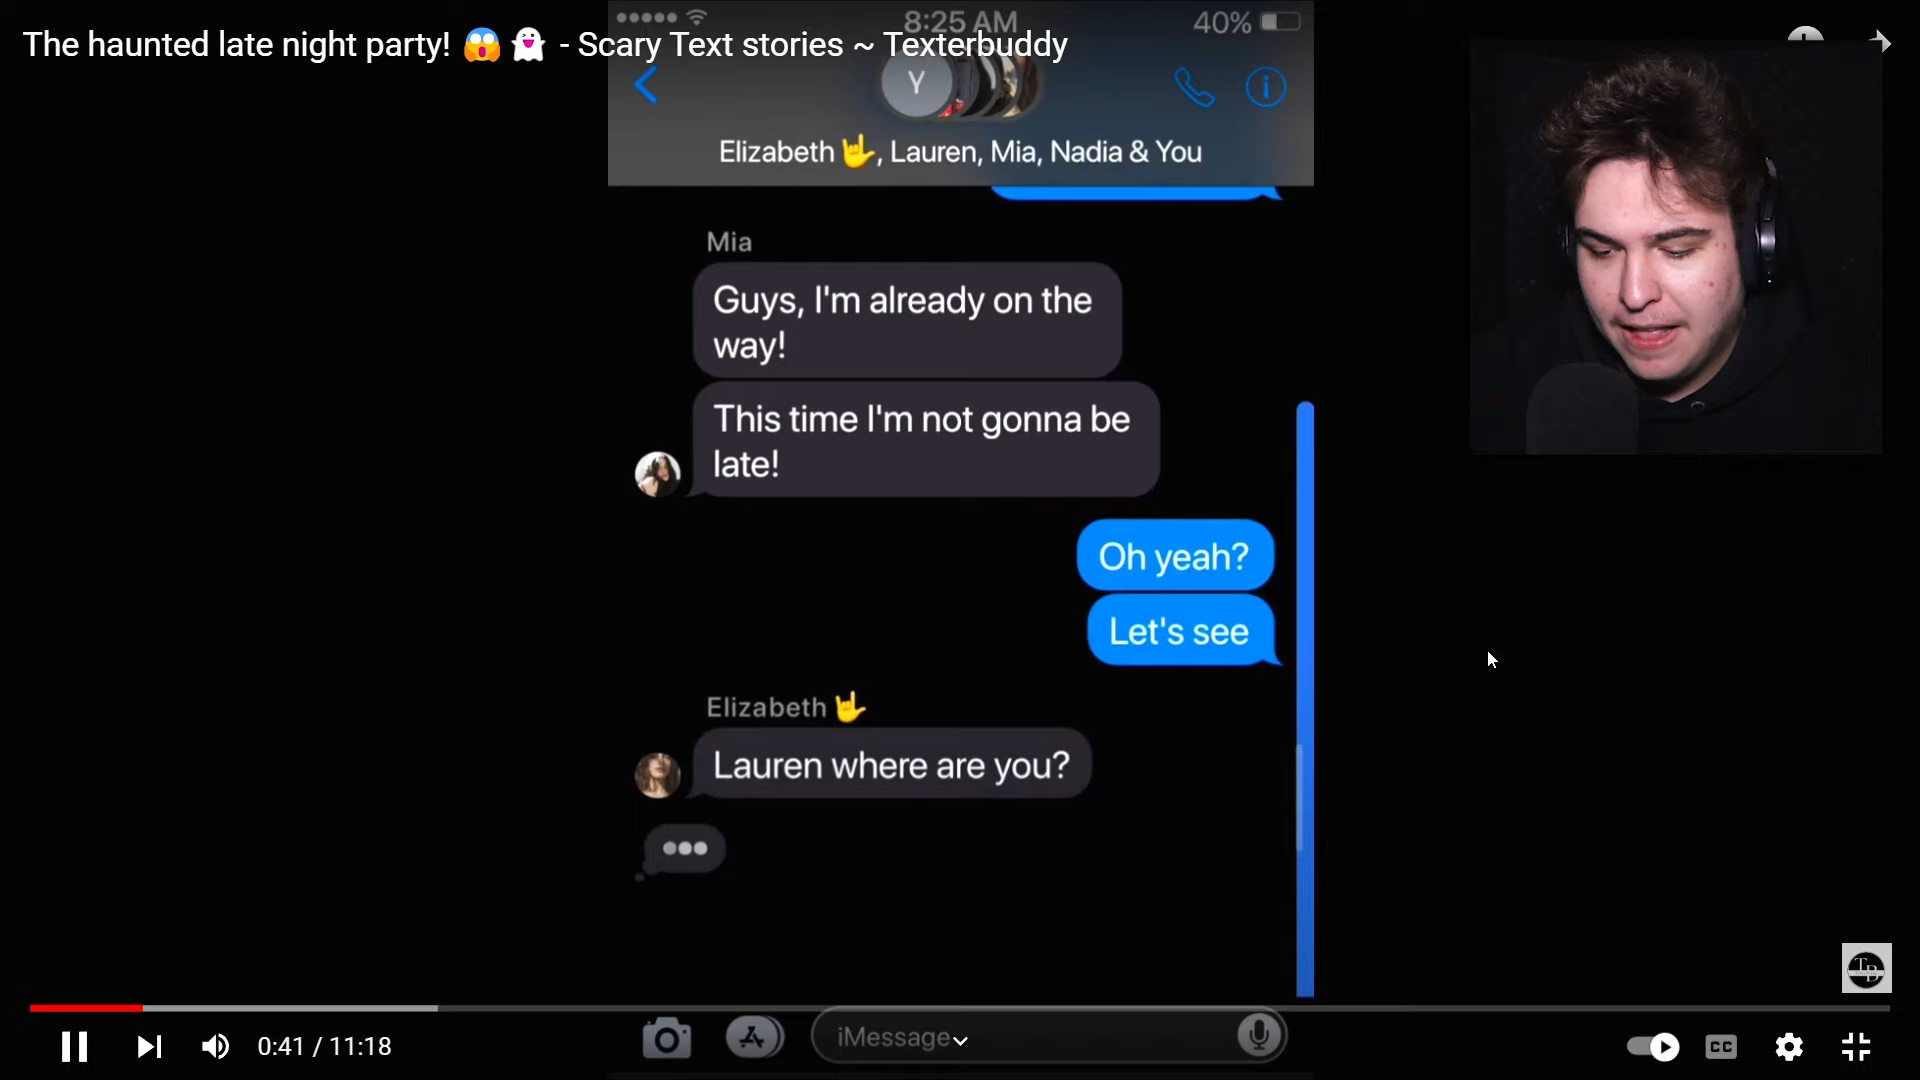 8:25 AM
40%
The haunted late night party! 😱 👻 - Scary Text stories ~ Texterbuddy
Y
Elizabeth 🤟, Lauren, Mia, Nadia & You
Mia
Guys, I'm already on the
way!
This time I'm not gonna be
late!
Oh yeah?
Let's see
Elizabeth 🤟
Lauren where are you?
TB
0:41 / 11:18
iMessage
CC